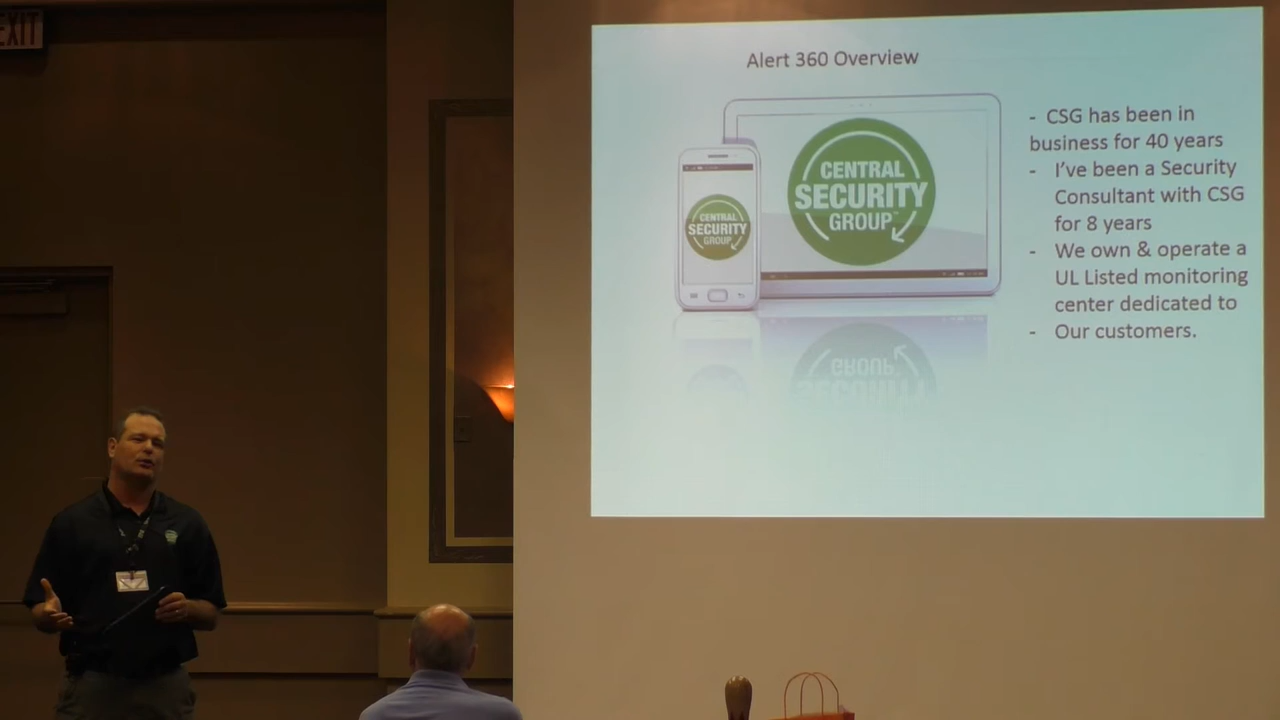 EXIT
Alert 360 Overview
CENTRAL
SECURITY
GROUP™
CENTRAL
SECURITY
GROUP
- CSG has been in
business for 40 years
- I've been a Security
Consultant with CSG
for 8 years
- We own & operate a
UL Listed monitoring
center dedicated to
- Our customers.
GROUP
SECURITY